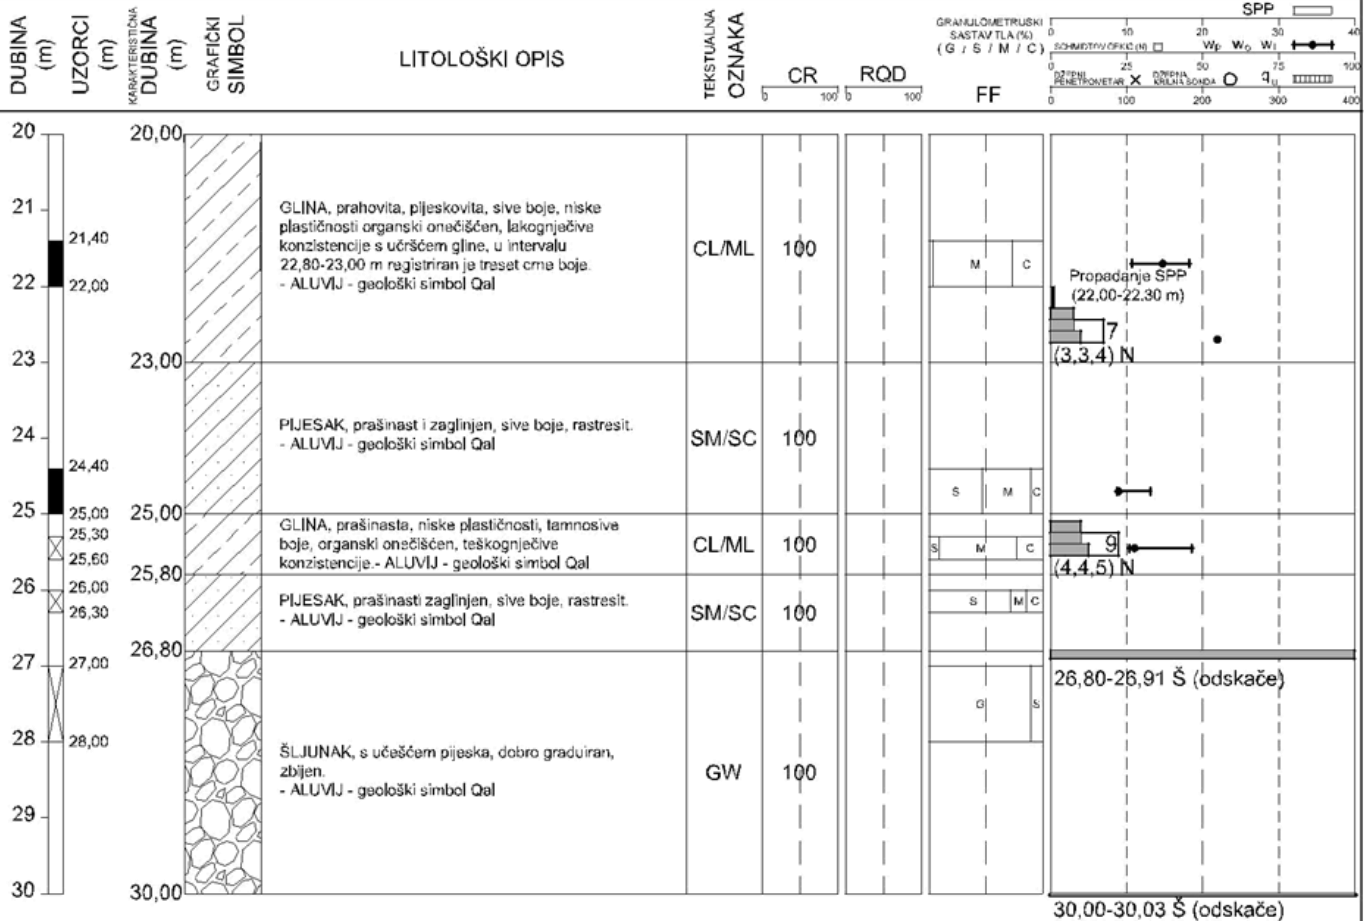 DUBINA (m)
UZORCI (m)
KARAKTERISTIČNA DUBINA (m)
GRAFIČKI SIMBOL
LITOLOŠKI OPIS
TEKSTUALNA OZNAKA
CR
0 100
RQD
0 100
GRANULOMETRIJSKI
SASTAV TLA (%)
( G / S / M / C )
FF
SPP
0 10 20 30 40
SCHMIDTOV ČEKIĆ (N)
Wp Wo Wl
0 25 50 75 100
DŽEPNI PENETROMETAR X
DŽEPNA KRILNA SONDA O
qu
0 100 200 300 400
20
20,00
21
21,40
22
22,00
GLINA, prahovita, pijeskovita, sive boje, niske
plastičnosti organski onečišćen, lakognječive
konzistencije s učršćem gline, u intervalu
22,80-23,00 m registriran je treset crne boje.
- ALUVIJ - geološki simbol Qal
CL/ML
100
M C
Propadanje SPP
(22,00-22.30 m)
7
(3,3,4) N
23
23,00
PIJESAK, prašinast i zaglinjen, sive boje, rastresit.
- ALUVIJ - geološki simbol Qal
SM/SC
100
24
24,40
S M C
25
25,00
25,00
25,30
25,60
GLINA, prašinasta, niske plastičnosti, tamnosive
boje, organski onečišćen, teškognječive
konzistencije.- ALUVIJ - geološki simbol Qal
CL/ML
100
S M C
9
(4,4,5) N
25,80
26
26,00
26,30
PIJESAK, prašinasti zaglinjen, sive boje, rastresit.
- ALUVIJ - geološki simbol Qal
SM/SC
100
S M C
26,80
27
27,00
26,80-26,91 Š (odskače)
G S
28
28,00
ŠLJUNAK, s učešćem pijeska, dobro graduiran,
zbijen.
- ALUVIJ - geološki simbol Qal
GW
100
29
30
30,00
30,00-30,03 Š (odskače)